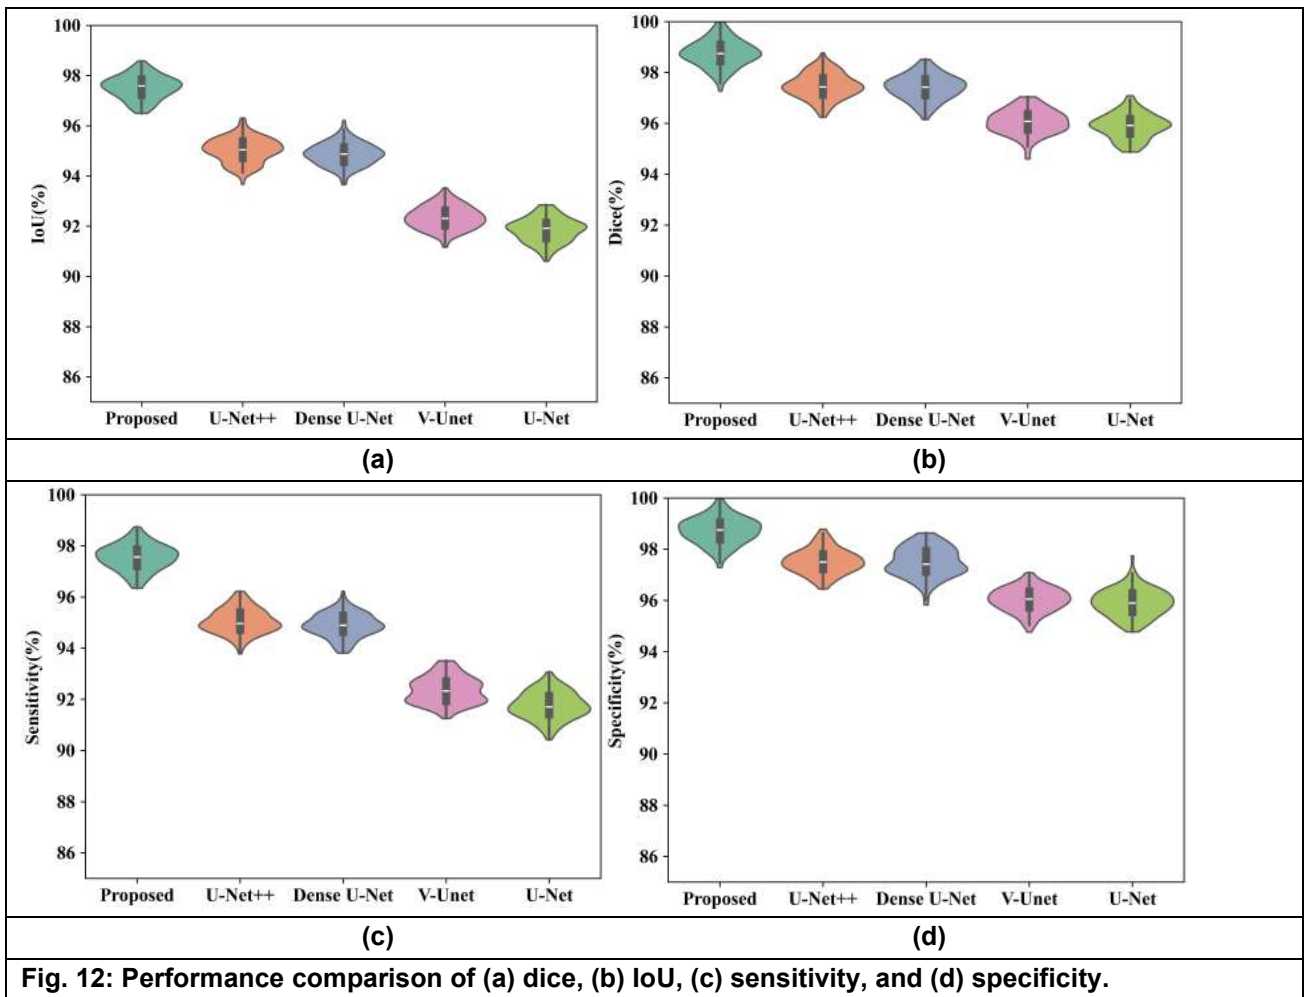 100
98
96
94
92
90
88
86
IoU(%)
Proposed U-Net++ Dense U-Net V-Unet U-Net
100
98
96
94
92
90
88
86
Dice(%)
Proposed U-Net++ Dense U-Net V-Unet U-Net
(a) (b)
100
98
96
94
92
90
88
86
Sensitivity(%)
Proposed U-Net++ Dense U-Net V-Unet U-Net
100
98
96
94
92
90
88
86
Specificity(%)
Proposed U-Net++ Dense U-Net V-Unet U-Net
(c) (d)
Fig. 12: Performance comparison of (a) dice, (b) IoU, (c) sensitivity, and (d) specificity.